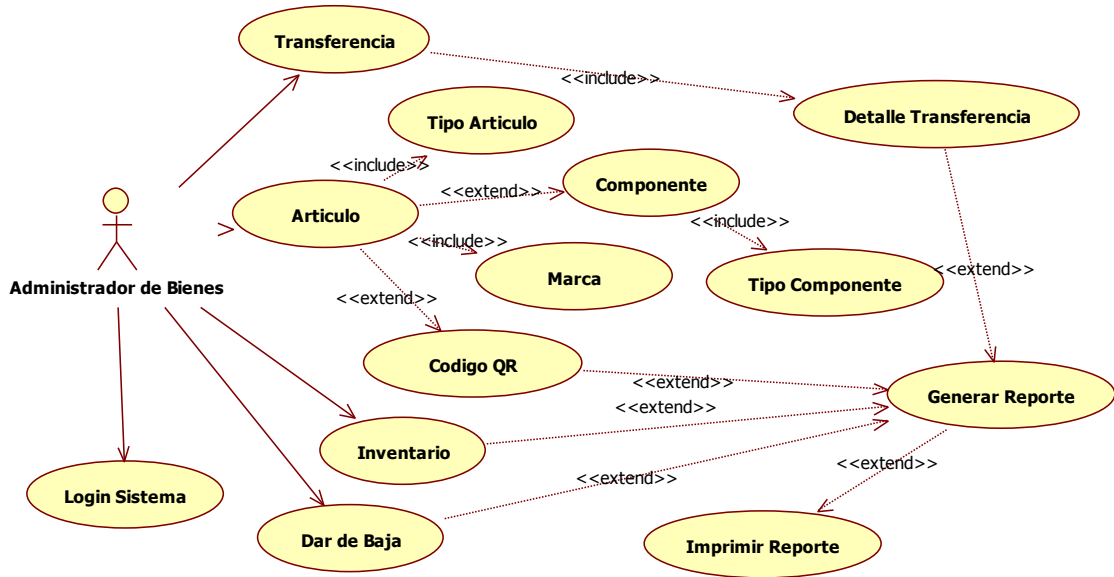 Transferencia
<<include>>
Detalle Transferencia
Tipo Articulo
<<include>>
<<extend>>
Componente
Articulo
<<include>>
<<include>>
Marca
Tipo Componente
<<extend>>
Administrador de Bienes
<<extend>>
Codigo QR
<<extend>>
Generar Reporte
<<extend>>
Inventario
<<extend>>
<<extend>>
Login Sistema
Dar de Baja
Imprimir Reporte